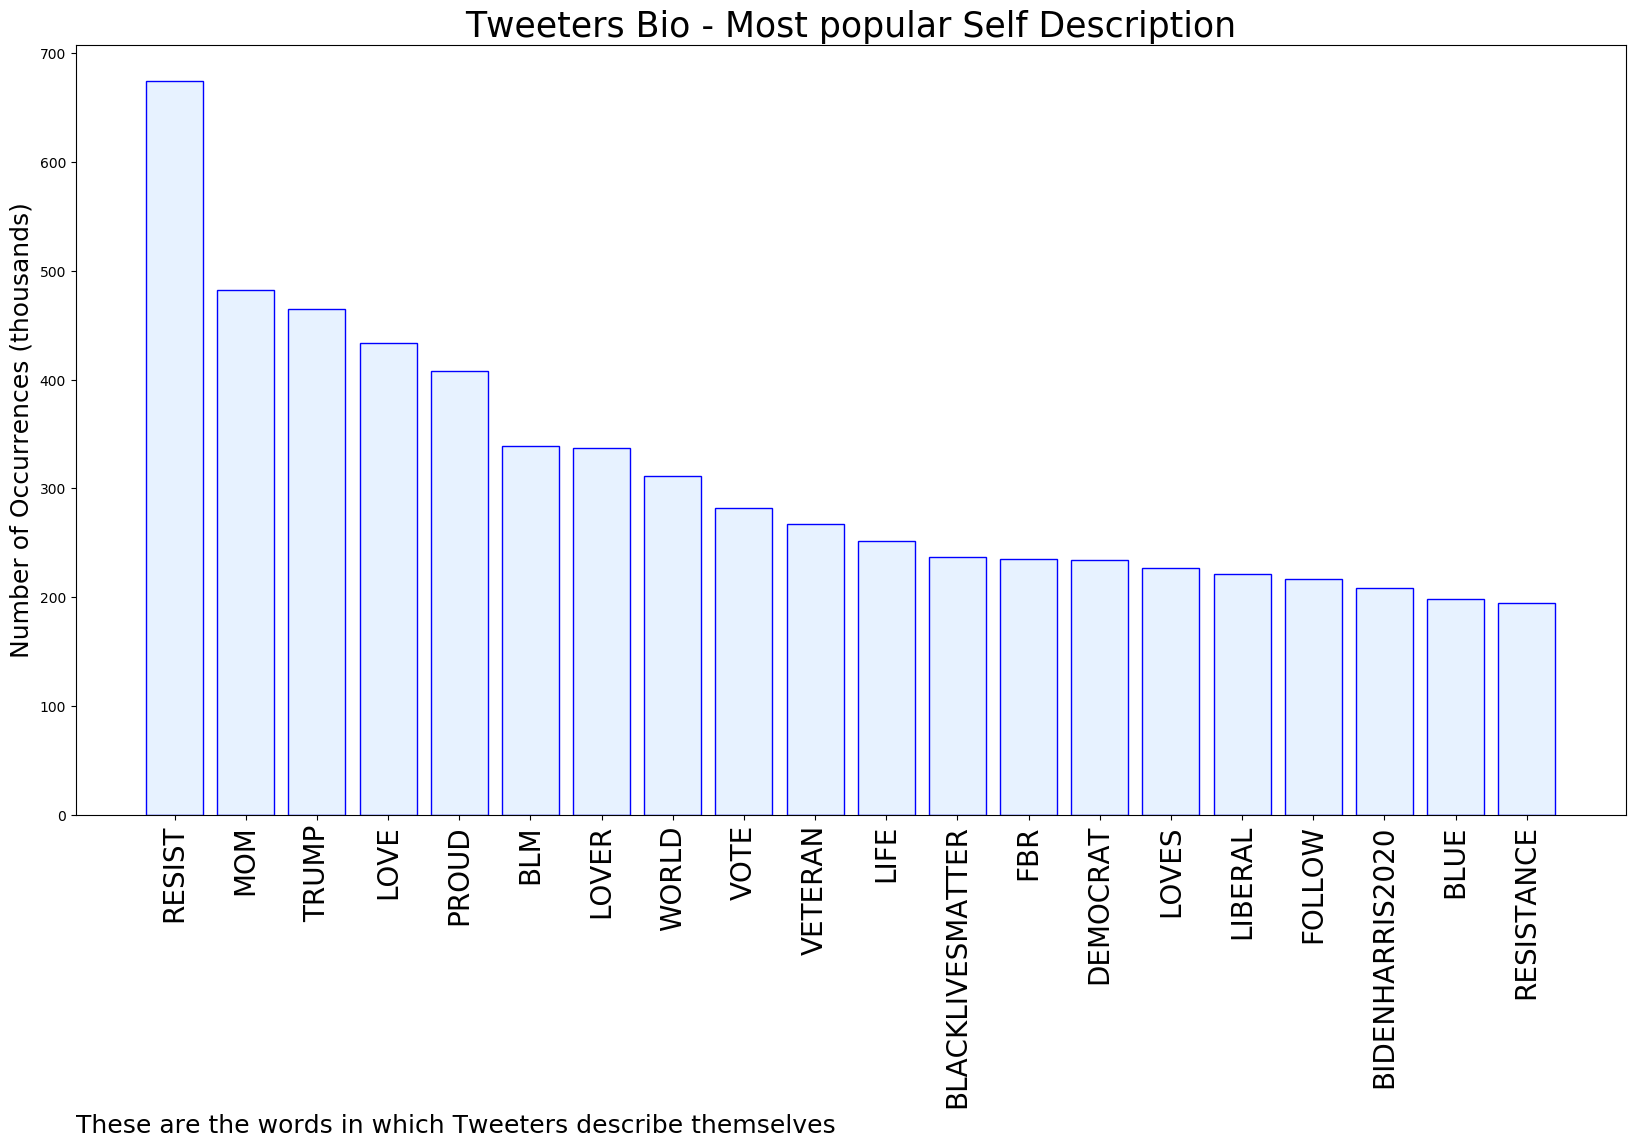 Tweeters Bio - Most popular Self Description
Number of Occurrences (thousands)
700
600
500
400
300
200
100
0
RESIST
MOM
TRUMP
LOVE
PROUD
BLM
LOVER
WORLD
VOTE
VETERAN
LIFE
BLACKLIVESMATTER
FBR
DEMOCRAT
LOVES
LIBERAL
FOLLOW
BIDENHARRIS2020
BLUE
RESISTANCE
These are the words in which Tweeters describe themselves